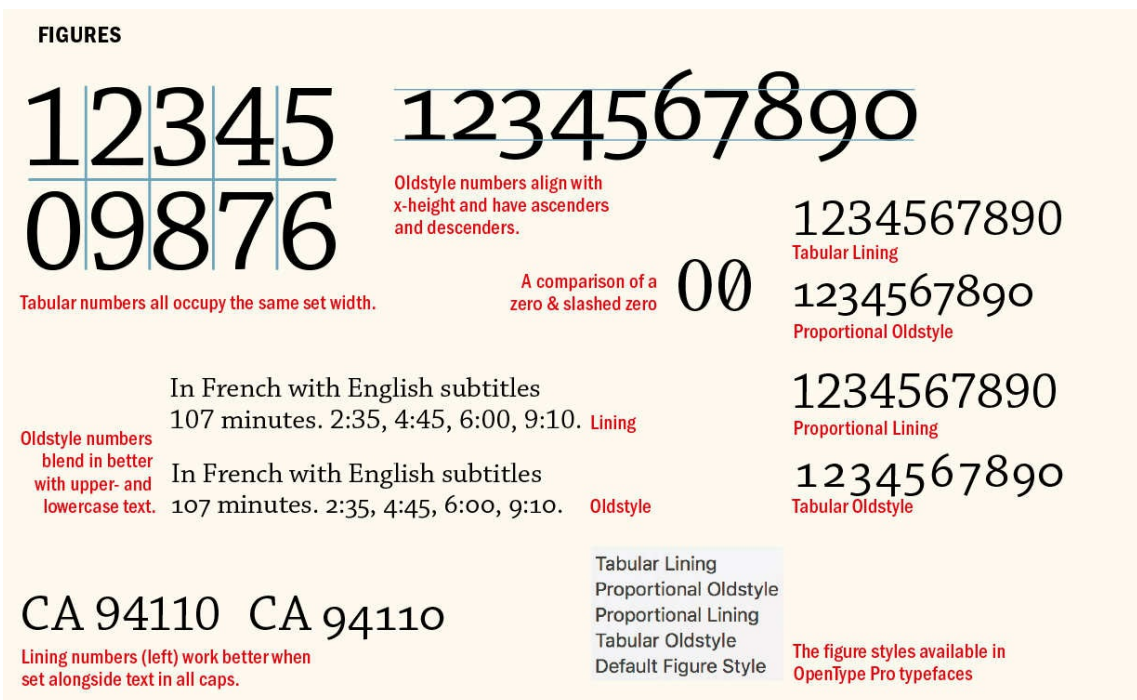 FIGURES
12345
09876
Tabular numbers all occupy the same set width.
1234567890
Oldstyle numbers align with
x-height and have ascenders
and descenders.
A comparison of a
zero & slashed zero
00
1234567890
Tabular Lining
1234567890
Proportional Oldstyle
1234567890
Proportional Lining
1234567890
Tabular Oldstyle
Oldstyle numbers
blend in better
with upper- and
lowercase text.
In French with English subtitles
107 minutes. 2:35, 4:45, 6:00, 9:10.
Lining
In French with English subtitles
107 minutes. 2:35, 4:45, 6:00, 9:10.
Oldstyle
CA 94110 CA 94110
Lining numbers (left) work better when
set alongside text in all caps.
Tabular Lining
Proportional Oldstyle
Proportional Lining
Tabular Oldstyle
Default Figure Style
The figure styles available in
OpenType Pro typefaces